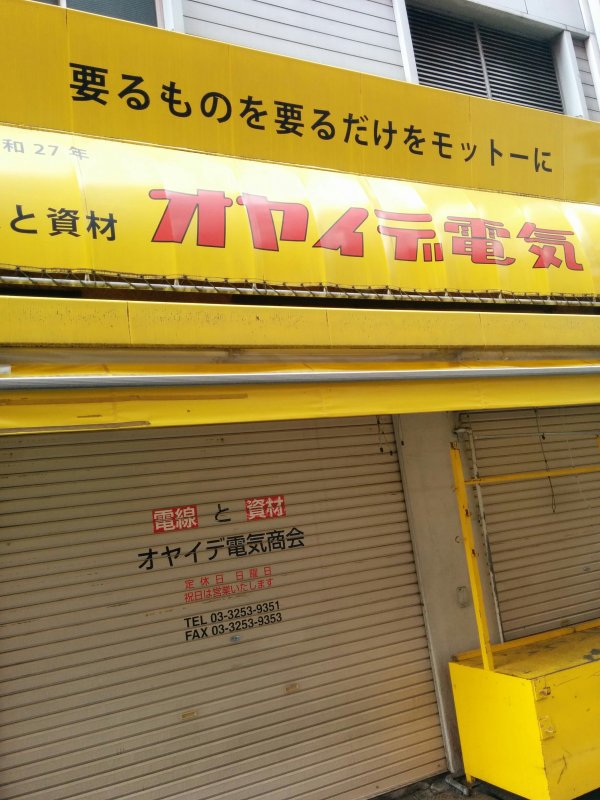 要るものを要るだけをモットーに
和27年
と資材 オヤイデ電気
電線と資材
オヤイデ電気商会
定休日 日曜日
祝日は営業いたします
TEL 03-3253-9351
FAX 03-3253-9353